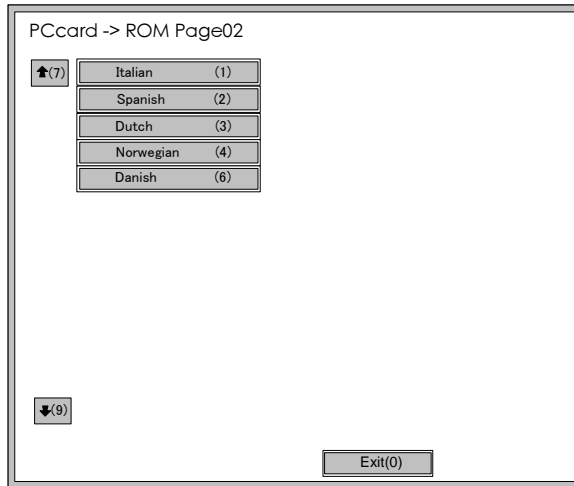 PCcard -> ROM Page02
⬆(7)
Italian (1)
Spanish (2)
Dutch (3)
Norwegian (4)
Danish (6)
⬇(9)
Exit(0)